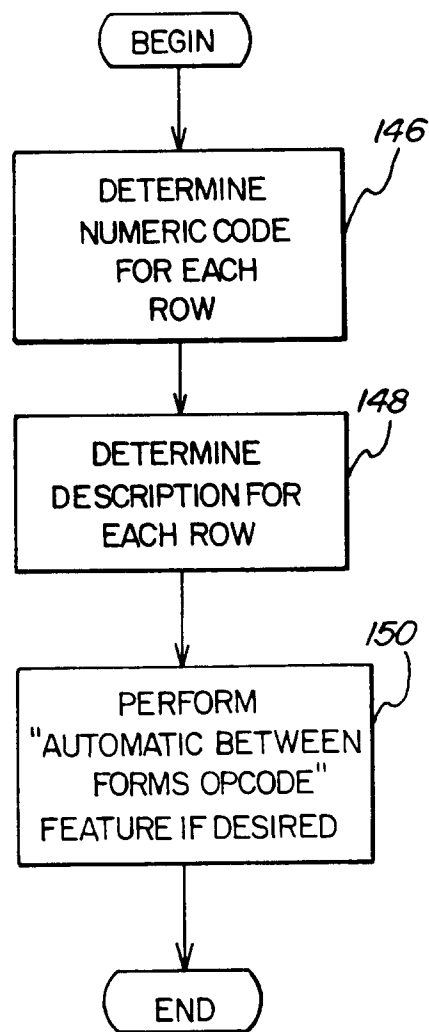 BEGIN
146
DETERMINE
NUMERIC CODE
FOR EACH
ROW
148
DETERMINE
DESCRIPTION FOR
EACH ROW
150
PERFORM
"AUTOMATIC BETWEEN
FORMS OPCODE"
FEATURE IF DESIRED
END